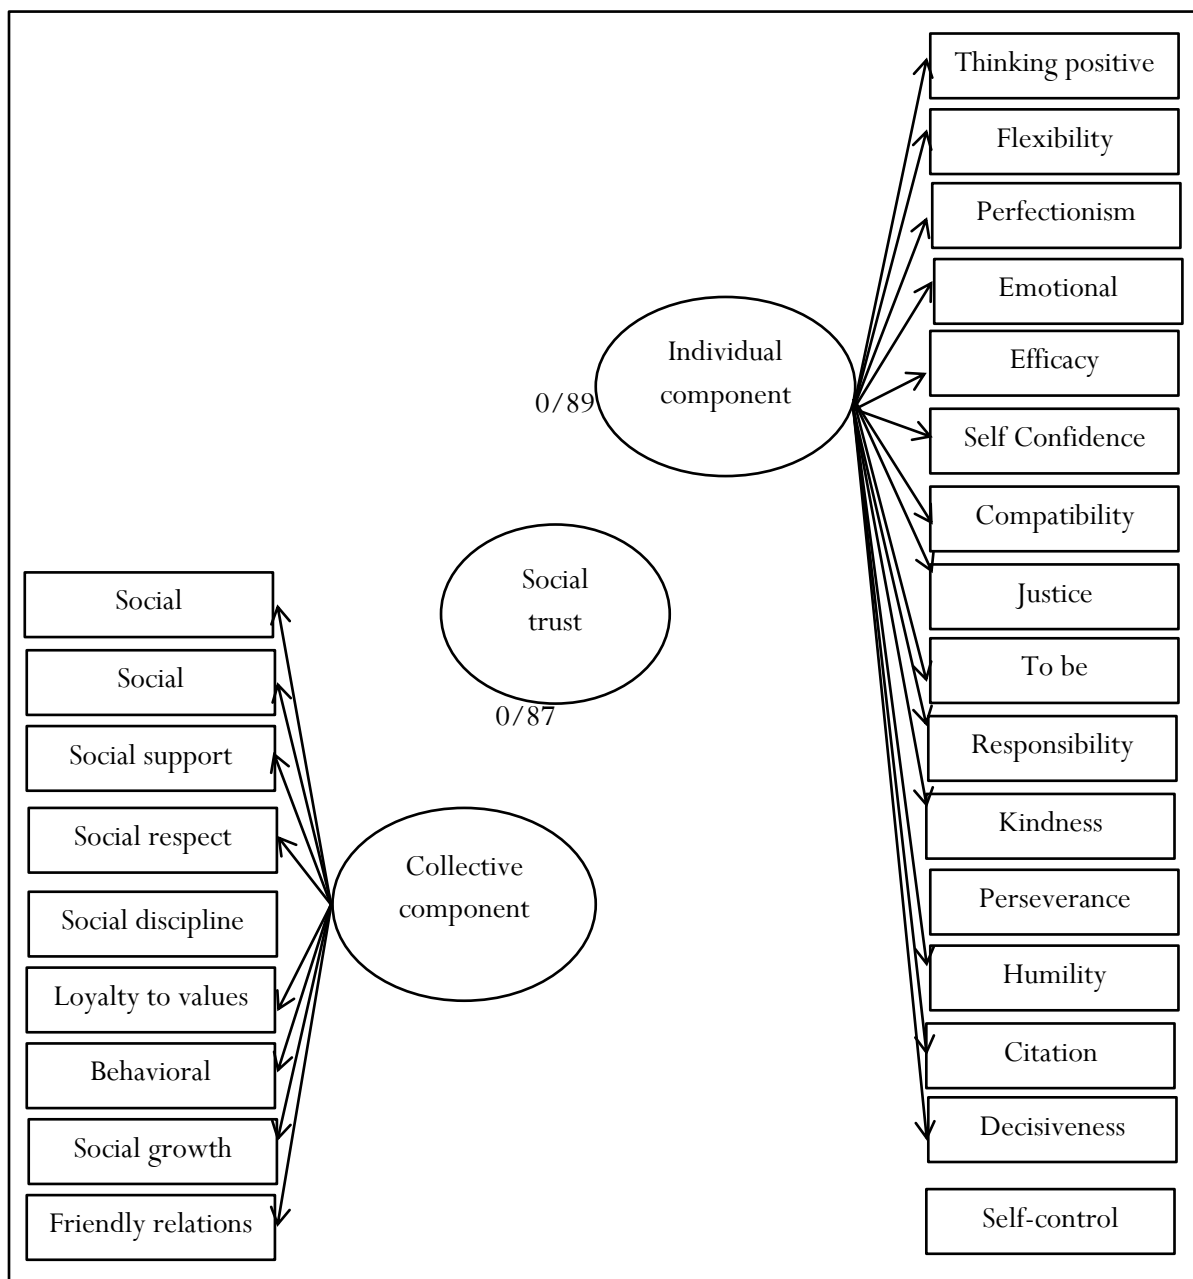 Thinking positive
Flexibility
Perfectionism
Emotional
Individual
component
Efficacy
0/89
Self Confidence
Compatibility
Social
trust
Justice
Social
To be
Social
0/87
Responsibility
Social support
Kindness
Social respect
Collective
component
Perseverance
Social discipline
Humility
Loyalty to values
Citation
Behavioral
Decisiveness
Social growth
Self-control
Friendly relations